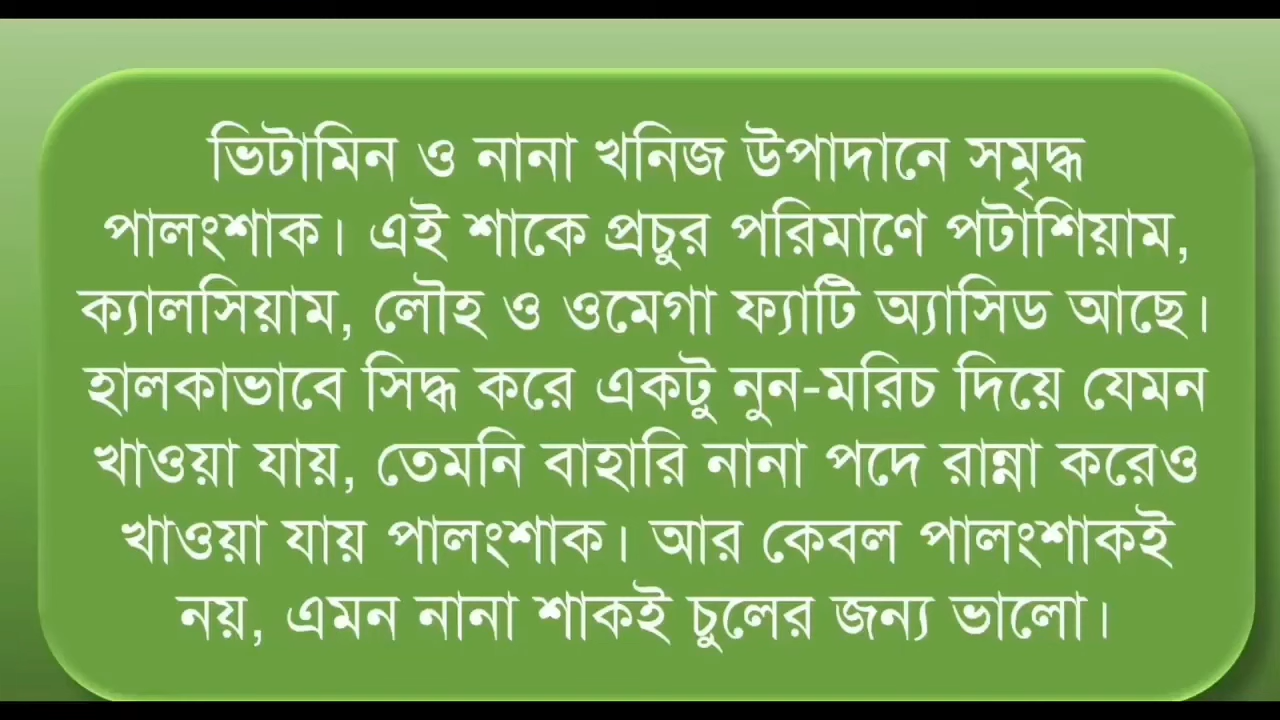 ভিটামিন ও নানা খনিজ উপাদানে সমৃদ্ধ
পালংশাক। এই শাকে প্রচুর পরিমাণে পটাশিয়াম,
ক্যালসিয়াম, লৌহ ও ওমেগা ফ্যাটি অ্যাসিড আছে।
হালকাভাবে সিদ্ধ করে একটু নুন-মরিচ দিয়ে যেমন
খাওয়া যায়, তেমনি বাহারি নানা পদে রান্না করেও
খাওয়া যায় পালংশাক। আর কেবল পালংশাকই
নয়, এমন নানা শাকই চুলের জন্য ভালো।